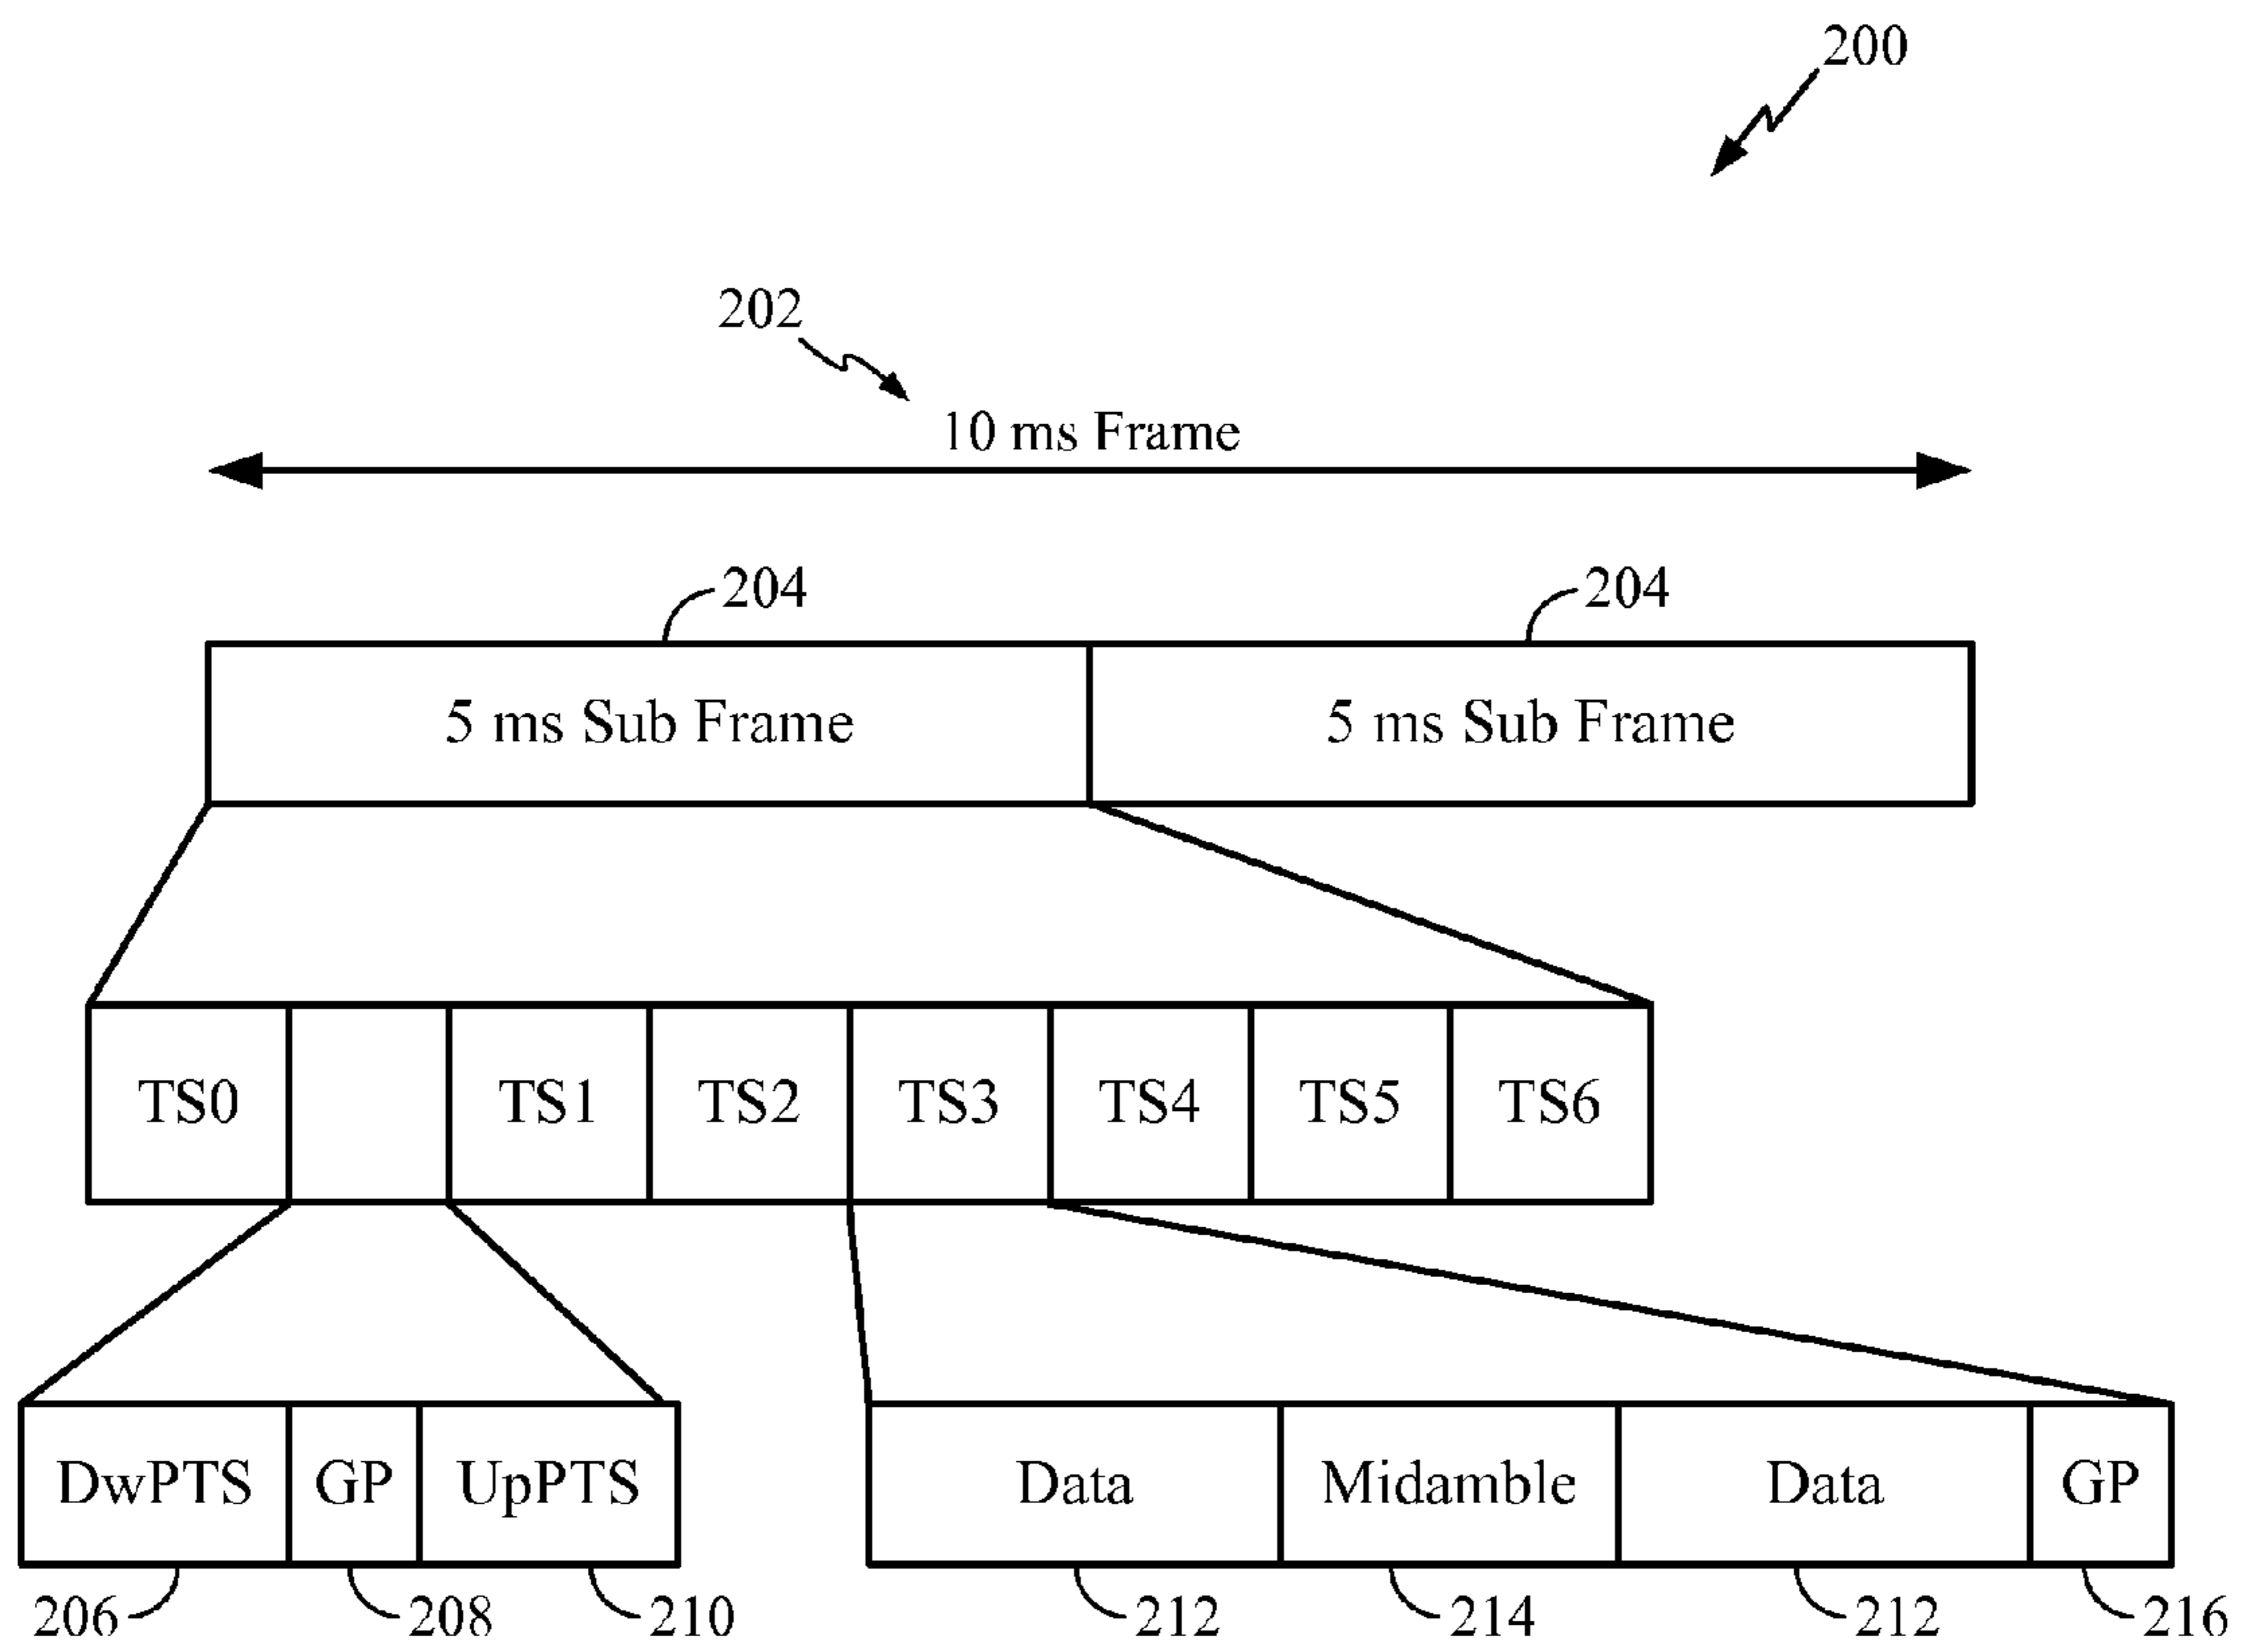 200
202
10 ms Frame
204 204
5 ms Sub Frame 5 ms Sub Frame
TS0 TS1 TS2 TS3 TS4 TS5 TS6
DwPTS GP UpPTS Data Midamble Data GP
206 208 210 212 214 212 216